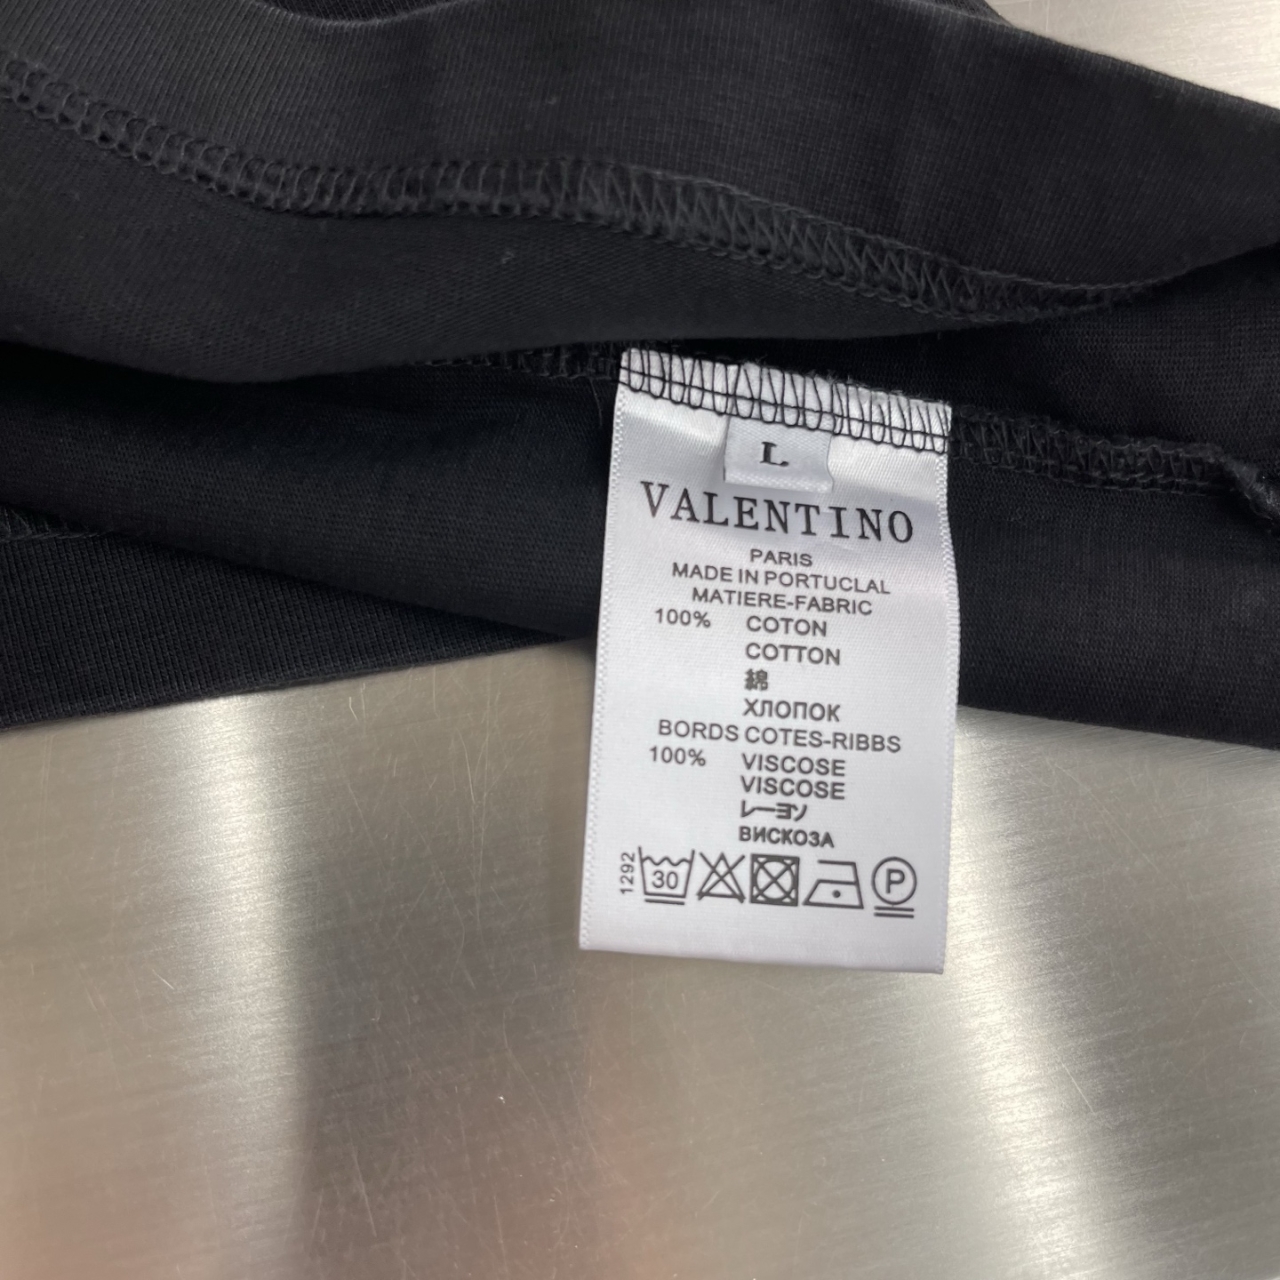 L
VALENTINO
PARIS
MADE IN PORTUCLAL
MATIERE-FABRIC
100% COTON
COTTON
綿
ХЛОПОК
BORDS COTES-RIBBS
100% VISCOSE
VISCOSE
レーヨン
ВИСКОЗА
1292 30 P